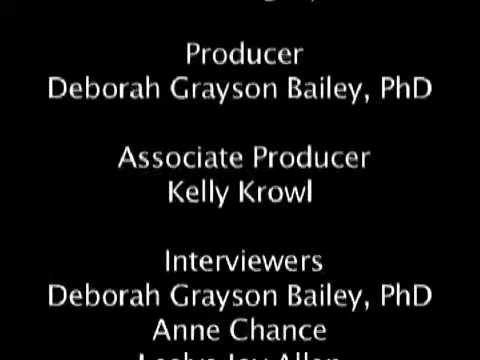 Producer
Deborah Grayson Bailey, PhD
Associate Producer
Kelly Krowl
Interviewers
Deborah Grayson Bailey, PhD
Anne Chance